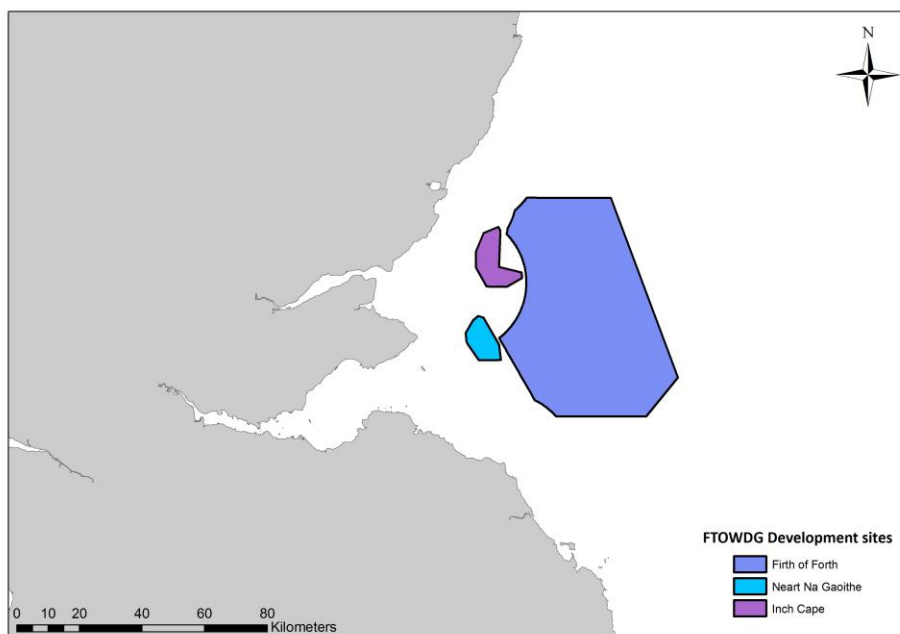 N
FTOWDG Development sites
Firth of Forth
Neart Na Gaoithe
Inch Cape
0 10 20 40 60 80
Kilometers